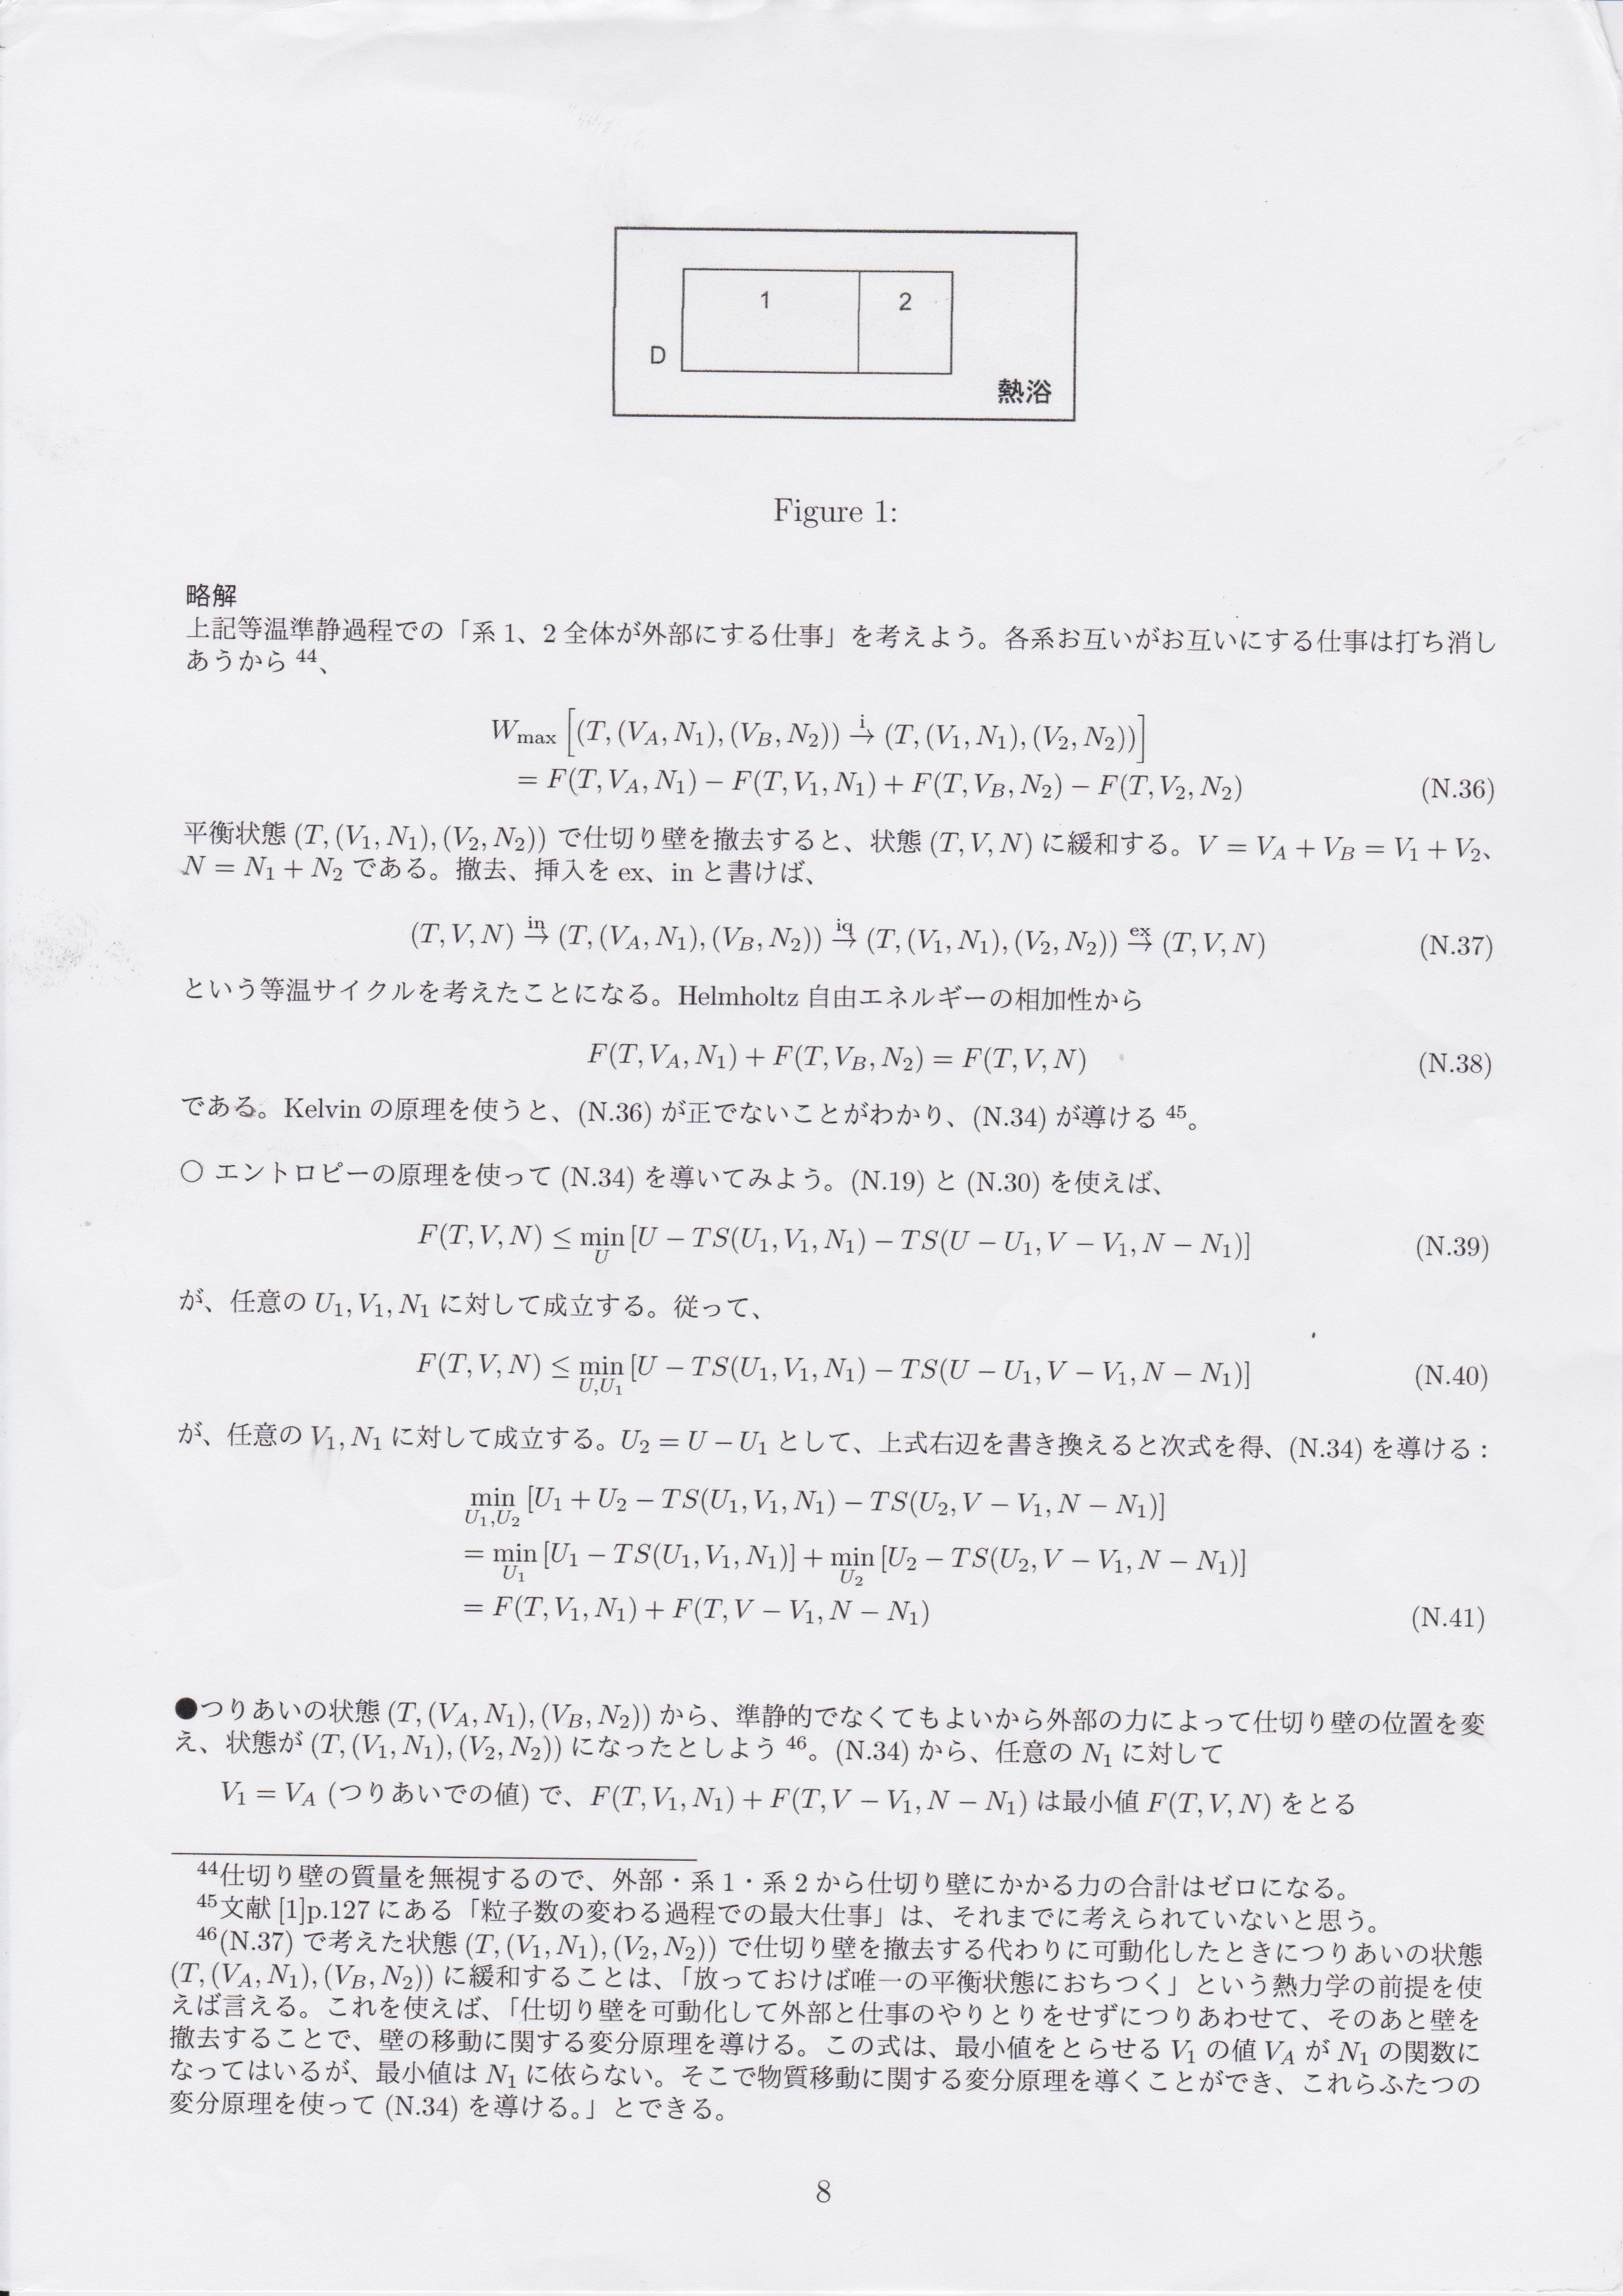 1
2
D
熱浴
Figure 1:
略解
上記等温準静過程での「系 1、2 全体が外部にする仕事」を考えよう。各系お互いがお互いにする仕事は打ち消し
あうから 44、
W_max [(T, (V_A, N_1), (V_B, N_2)) →^i (T, (V_1, N_1), (V_2, N_2))]
= F(T, V_A, N_1) − F(T, V_1, N_1) + F(T, V_B, N_2) − F(T, V_2, N_2) (N.36)
平衡状態 (T, (V_1, N_1), (V_2, N_2)) で仕切り壁を撤去すると、状態 (T, V, N) に緩和する。V = V_A + V_B = V_1 + V_2、
N = N_1 + N_2 である。撤去、挿入を ex、in と書けば、
(T, V, N) →^in (T, (V_A, N_1), (V_B, N_2)) →^iq (T, (V_1, N_1), (V_2, N_2)) →^ex (T, V, N) (N.37)
という等温サイクルを考えたことになる。Helmholtz 自由エネルギーの相加性から
F(T, V_A, N_1) + F(T, V_B, N_2) = F(T, V, N) (N.38)
である。Kelvin の原理を使うと、(N.36) が正でないことがわかり、(N.34) が導ける 45。
○ エントロピーの原理を使って (N.34) を導いてみよう。(N.19) と (N.30) を使えば、
F(T, V, N) ≤ min_U [U − TS(U_1, V_1, N_1) − TS(U − U_1, V − V_1, N − N_1)] (N.39)
が、任意の U_1, V_1, N_1 に対して成立する。従って、
F(T, V, N) ≤ min_{U,U_1} [U − TS(U_1, V_1, N_1) − TS(U − U_1, V − V_1, N − N_1)] (N.40)
が、任意の V_1, N_1 に対して成立する。U_2 = U − U_1 として、上式右辺を書き換えると次式を得、(N.34) を導ける :
min_{U_1,U_2} [U_1 + U_2 − TS(U_1, V_1, N_1) − TS(U_2, V − V_1, N − N_1)]
= min_{U_1} [U_1 − TS(U_1, V_1, N_1)] + min_{U_2} [U_2 − TS(U_2, V − V_1, N − N_1)]
= F(T, V_1, N_1) + F(T, V − V_1, N − N_1) (N.41)
●つりあいの状態 (T, (V_A, N_1), (V_B, N_2)) から、準静的でなくてもよいから外部の力によって仕切り壁の位置を変
え、状態が (T, (V_1, N_1), (V_2, N_2)) になったとしよう 46。(N.34) から、任意の N_1 に対して
V_1 = V_A (つりあいでの値) で、F(T, V_1, N_1) + F(T, V − V_1, N − N_1) は最小値 F(T, V, N) をとる
44仕切り壁の質量を無視するので、外部・系 1・系 2 から仕切り壁にかかる力の合計はゼロになる。
45文献 [1]p.127 にある「粒子数の変わる過程での最大仕事」は、それまでに考えられていないと思う。
46(N.37) で考えた状態 (T, (V_1, N_1), (V_2, N_2)) で仕切り壁を撤去する代わりに可動化したときにつりあいの状態
(T, (V_A, N_1), (V_B, N_2)) に緩和することは、「放っておけば唯一の平衡状態におちつく」という熱力学の前提を使
えば言える。これを使えば、「仕切り壁を可動化して外部と仕事のやりとりをせずにつりあわせて、そのあと壁を
撤去することで、壁の移動に関する変分原理を導ける。この式は、最小値をとらせる V_1 の値 V_A が N_1 の関数に
なってはいるが、最小値は N_1 に依らない。そこで物質移動に関する変分原理を導くことができ、これらふたつの
変分原理を使って (N.34) を導ける。」とできる。
8